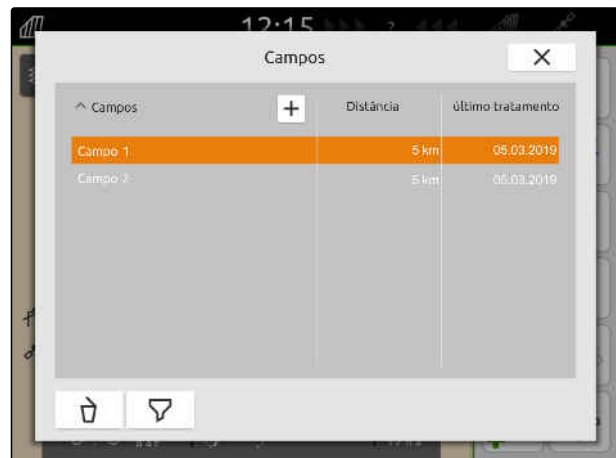 12:15
Campos
Campos
Distância
último tratamento
Campo 1 5 km 05.03.2019
Campo 2 5 km 05.03.2019